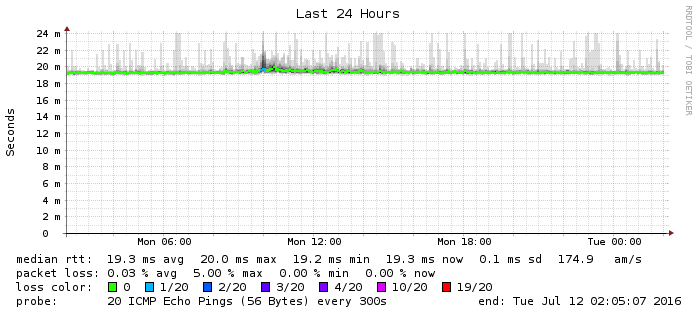 Last 24 Hours
RRDTOOL / TOBI OETIKER
Seconds
24 m
22 m
20 m
18 m
16 m
14 m
12 m
10 m
8 m
6 m
4 m
2 m
0
Mon 06:00 Mon 12:00 Mon 18:00 Tue 00:00
median rtt: 19.3 ms avg 20.0 ms max 19.2 ms min 19.3 ms now 0.1 ms sd 174.9 am/s
packet loss: 0.03 % avg 5.00 % max 0.00 % min 0.00 % now
loss color: 0 1/20 2/20 3/20 4/20 10/20 19/20
probe: 20 ICMP Echo Pings (56 Bytes) every 300s end: Tue Jul 12 02:05:07 2016